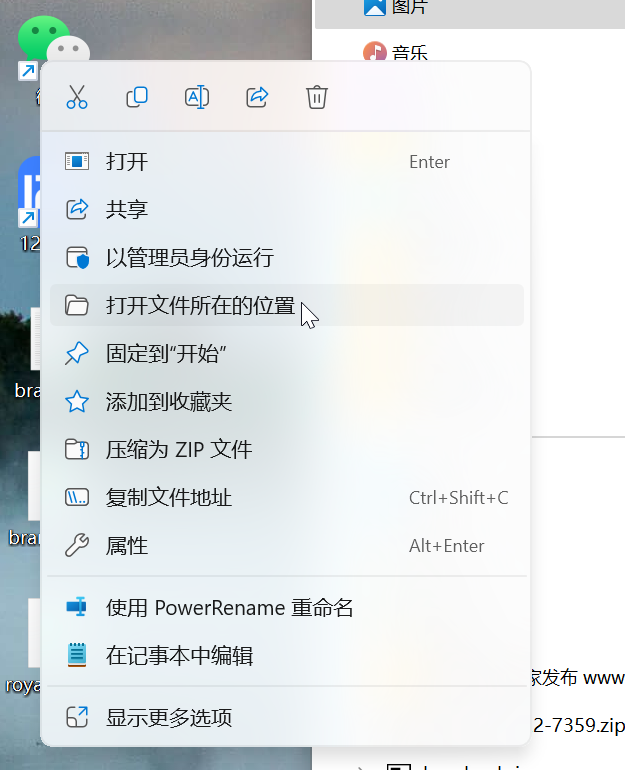 图片
音乐
打开 Enter
12
共享
以管理员身份运行
打开文件所在的位置
固定到“开始”
bra
添加到收藏夹
压缩为 ZIP 文件
复制文件地址 Ctrl+Shift+C
bra
属性 Alt+Enter
使用 PowerRename 重命名
在记事本中编辑
家发布 www
roya
显示更多选项
2-7359.zip